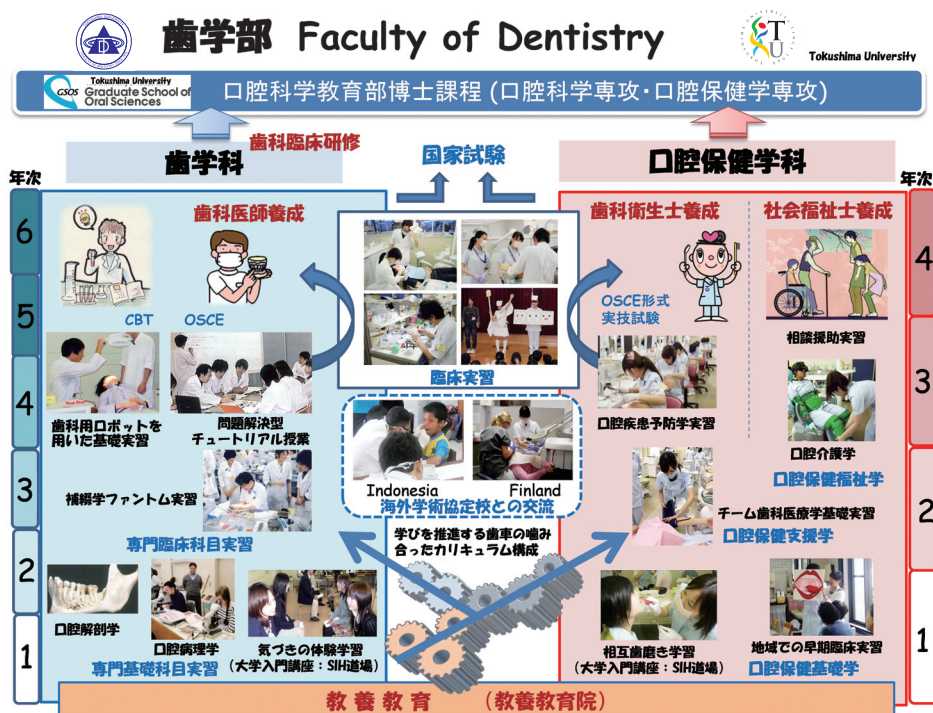 歯学部 Faculty of Dentistry
Tokushima University
Tokushima University
Graduate School of
Oral Sciences
GSOS
口腔科学教育部博士課程 (口腔科学専攻・口腔保健学専攻)
歯学科
歯科臨床研修
国家試験
口腔保健学科
年次
年次
6
5
4
3
2
1
歯科医師養成
CBT
OSCE
歯科用ロボットを
用いた基礎実習
問題解決型
チュートリアル授業
補綴学ファントム実習
専門臨床科目実習
口腔解剖学
口腔病理学
気づきの体験学習
(大学入門講座：SIH道場)
専門基礎科目実習
臨床実習
Indonesia
Finland
海外学術協定校との交流
学びを推進する歯車の噛み
合ったカリキュラム構成
歯科衛生士養成
社会福祉士養成
OSCE形式
実技試験
相談援助実習
口腔疾患予防学実習
口腔介護学
口腔保健福祉学
チーム歯科医療学基礎実習
口腔保健支援学
相互歯磨き学習
(大学入門講座：SIH道場)
地域での早期臨床実習
口腔保健基礎学
4
3
2
1
教養教育 (教養教育院)